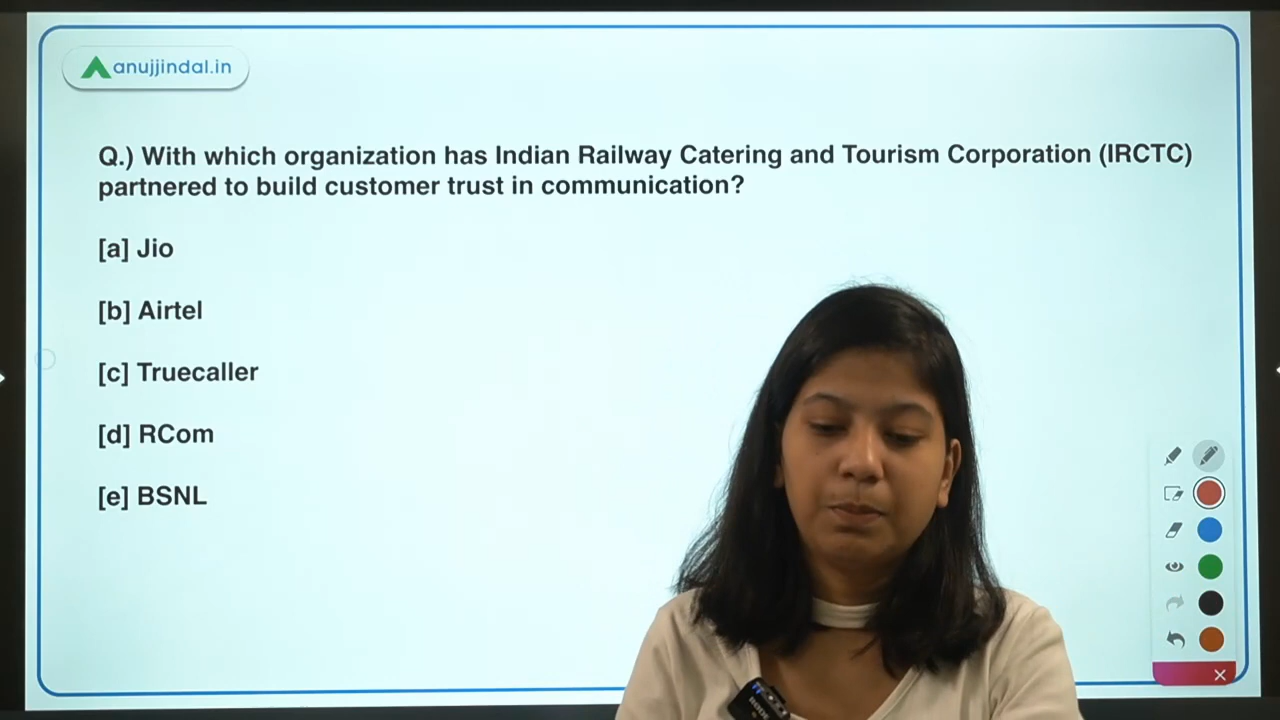 anujjindal.in
Q.) With which organization has Indian Railway Catering and Tourism Corporation (IRCTC)
partnered to build customer trust in communication?
[a] Jio
[b] Airtel
[c] Truecaller
[d] RCom
[e] BSNL
RODE